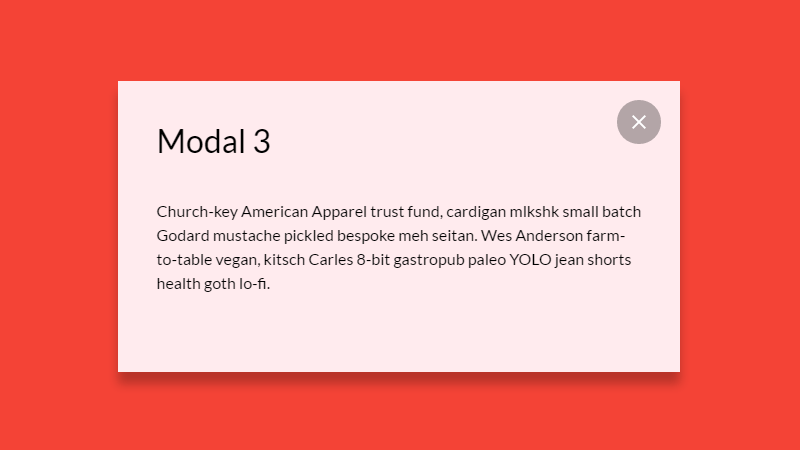 Modal 3
Church-key American Apparel trust fund, cardigan mlkshk small batch
Godard mustache pickled bespoke meh seitan. Wes Anderson farm-
to-table vegan, kitsch Carles 8-bit gastropub paleo YOLO jean shorts
health goth lo-fi.